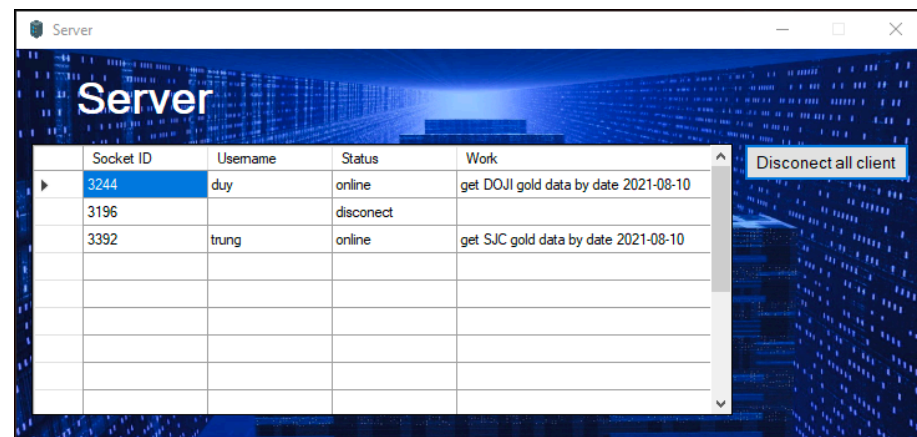 Server
Server
Socket ID Username Status Work
Disconect all client
3244 duy online get DOJI gold data by date 2021-08-10
3196 disconect
3392 trung online get SJC gold data by date 2021-08-10